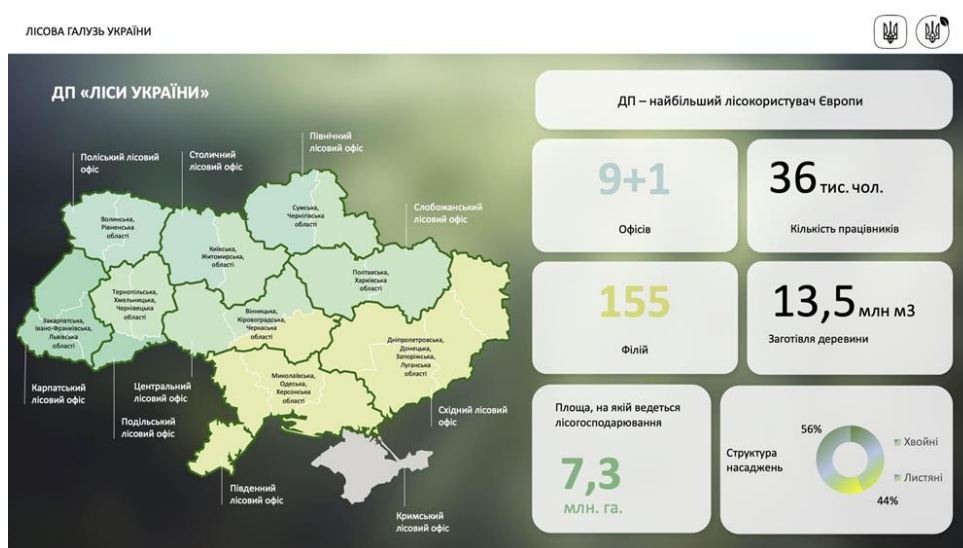 ЛІСОВА ГАЛУЗЬ УКРАЇНИ
ДП «ЛІСИ УКРАЇНИ»
Північний
лісовий офіс
Поліський лісовий
офіс
Столичний
лісовий офіс
Слобожанський
лісовий офіс
Волинська,
Рівненська
області
Київська,
Житомирська,
області
Сумська,
Чернігівська
області
Полтавська,
Харківська
області
Тернопільська,
Хмельницька,
Чернівецька
області
Закарпатська,
Івано-Франківська,
Львівська
області
Вінницька,
Кіровоградська,
Черкаська
області
Дніпропетровська,
Донецька,
Запоріжська,
Луганська
області
Миколаївська,
Одеська,
Херсонська
області
Карпатський
лісовий офіс
Центральний
лісовий офіс
Подільський
лісовий офіс
Східний лісовий
офіс
Південний
лісовий офіс
Кримський
лісовий офіс
ДП – найбільший лісокористувач Європи
9+1
Офісів
36 тис. чол.
Кількість працівників
155
Філій
13,5 млн м3
Заготівля деревини
Площа, на якій ведеться
лісогосподарювання
7,3
млн. га.
Структура
насаджень
56%
Хвойні
Листяні
44%